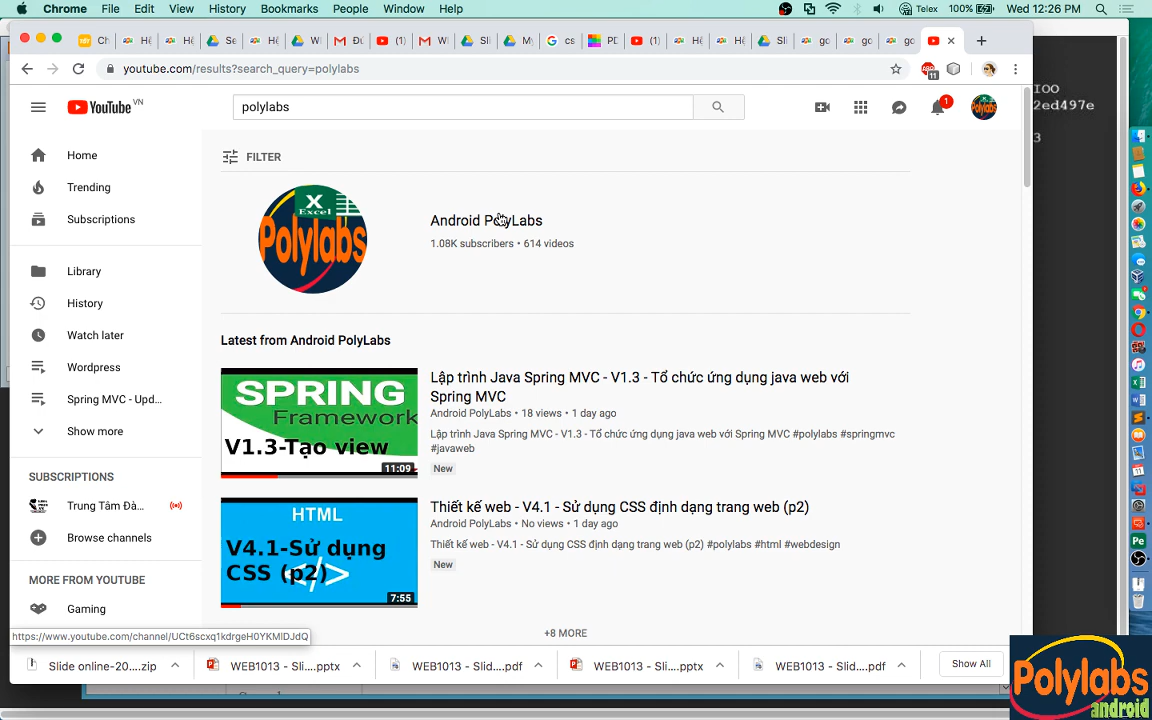 Chrome File Edit View History Bookmarks People Window Help
Telex 100% Wed 12:26 PM
youtube.com/results?search_query=polylabs
ABP
11
YouTube VN
polylabs
1
Home
Trending
Subscriptions
Library
History
Watch later
Wordpress
Spring MVC - Upd...
Show more
SUBSCRIPTIONS
Trung Tâm Đà...
Browse channels
MORE FROM YOUTUBE
Gaming
FILTER
X
Excel
Polylabs
Android PolyLabs
1.08K subscribers • 614 videos
Latest from Android PolyLabs
SPRING
Framework
V1.3-Tạo view
11:09
Lập trình Java Spring MVC - V1.3 - Tổ chức ứng dụng java web với
Spring MVC
Android PolyLabs • 18 views • 1 day ago
Lập trình Java Spring MVC - V1.3 - Tổ chức ứng dụng java web với Spring MVC #polylabs #springmvc
#javaweb
New
HTML
V4.1-Sử dụng
CSS (p2)
7:55
Thiết kế web - V4.1 - Sử dụng CSS định dạng trang web (p2)
Android PolyLabs • No views • 1 day ago
Thiết kế web - V4.1 - Sử dụng CSS định dạng trang web (p2) #polylabs #html #webdesign
New
+8 MORE
https://www.youtube.com/channel/UCt6scxq1kdrgeH0YKMIDJdQ
Slide online-20....zip
WEB1013 - Sli....pptx
WEB1013 - Slid....pdf
WEB1013 - Sli....pptx
WEB1013 - Slid....pdf
Show All
IOO
2ed497e
3
Polylabs
android